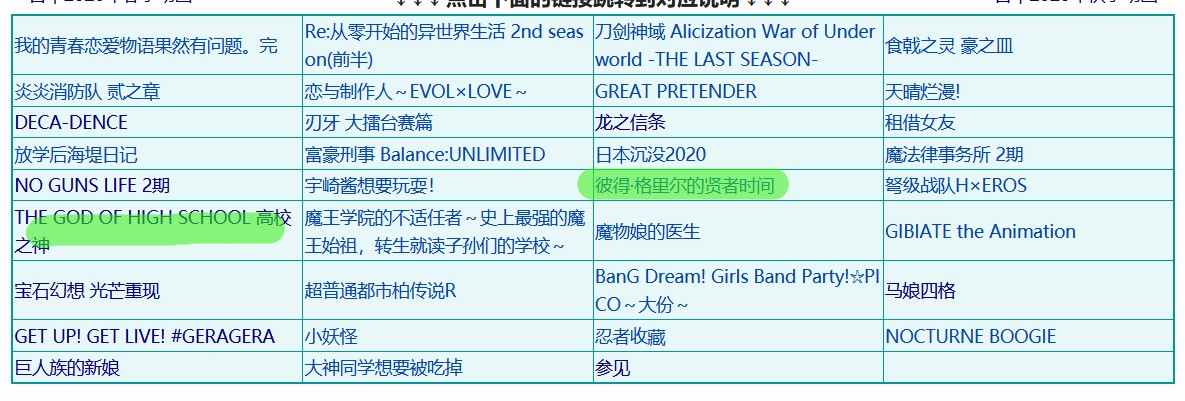 ↓↓↓点击下面的链接跳转到对应说明↓↓↓
我的青春恋爱物语果然有问题。完
Re:从零开始的异世界生活 2nd seas
on(前半)
刀剑神域 Alicization War of Under
world -THE LAST SEASON-
食戟之灵 豪之皿
炎炎消防队 贰之章
恋与制作人～EVOL×LOVE～
GREAT PRETENDER
天晴烂漫!
DECA-DENCE
刃牙 大擂台赛篇
龙之信条
租借女友
放学后海堤日记
富豪刑事 Balance:UNLIMITED
日本沉没2020
魔法律事务所 2期
NO GUNS LIFE 2期
宇崎酱想要玩耍!
彼得·格里尔的贤者时间
弩级战队H×EROS
THE GOD OF HIGH SCHOOL 高校
之神
魔王学院的不适任者～史上最强的魔
王始祖，转生就读子孙们的学校～
魔物娘的医生
GIBIATE the Animation
宝石幻想 光芒重现
超普通都市柏传说R
BanG Dream! Girls Band Party!☆PI
CO～大份～
马娘四格
GET UP! GET LIVE! #GERAGERA
小妖怪
忍者收藏
NOCTURNE BOOGIE
巨人族的新娘
大神同学想要被吃掉
参见